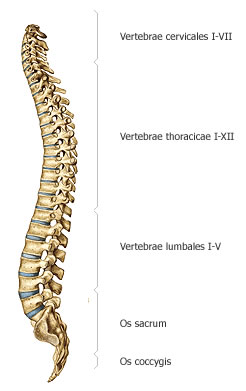 Vertebrae cervicales I-VII
Vertebrae thoracicae I-XII
Vertebrae lumbales I-V
Os sacrum
Os coccygis